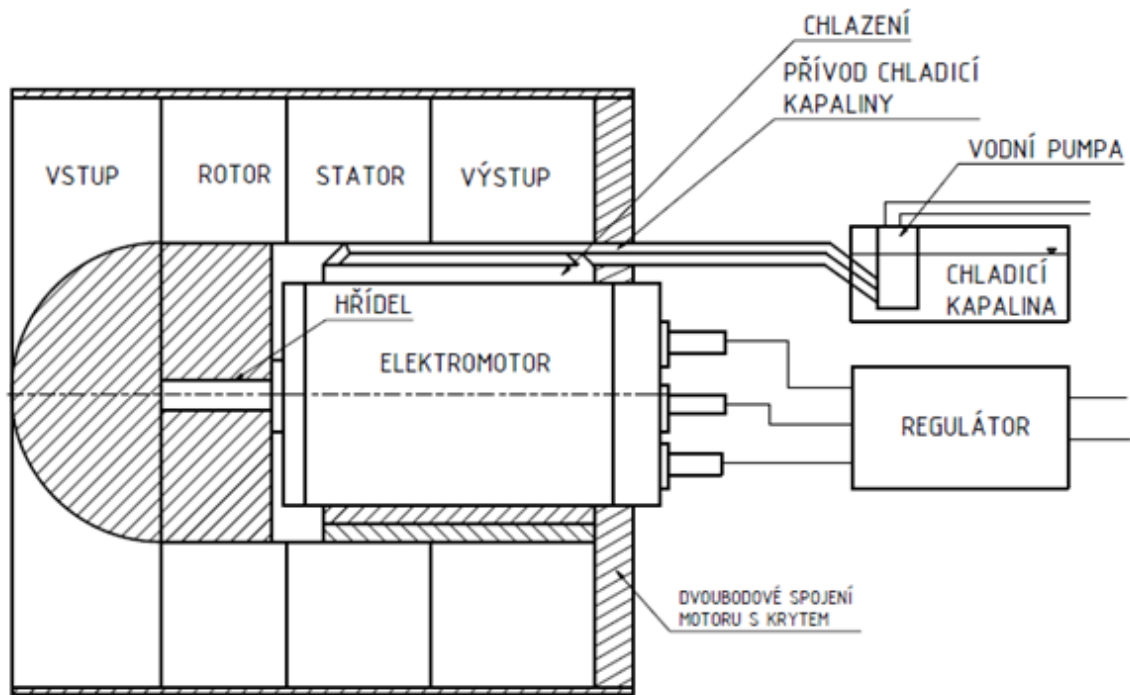 CHLAZENÍ
PŘÍVOD CHLADICÍ
KAPALINY
VODNÍ PUMPA
VSTUP
ROTOR
STATOR
VÝSTUP
CHLADICÍ
KAPALINA
HŘÍDEL
ELEKTROMOTOR
REGULÁTOR
DVOUBODOVÉ SPOJENÍ
MOTORU S KRYTEM